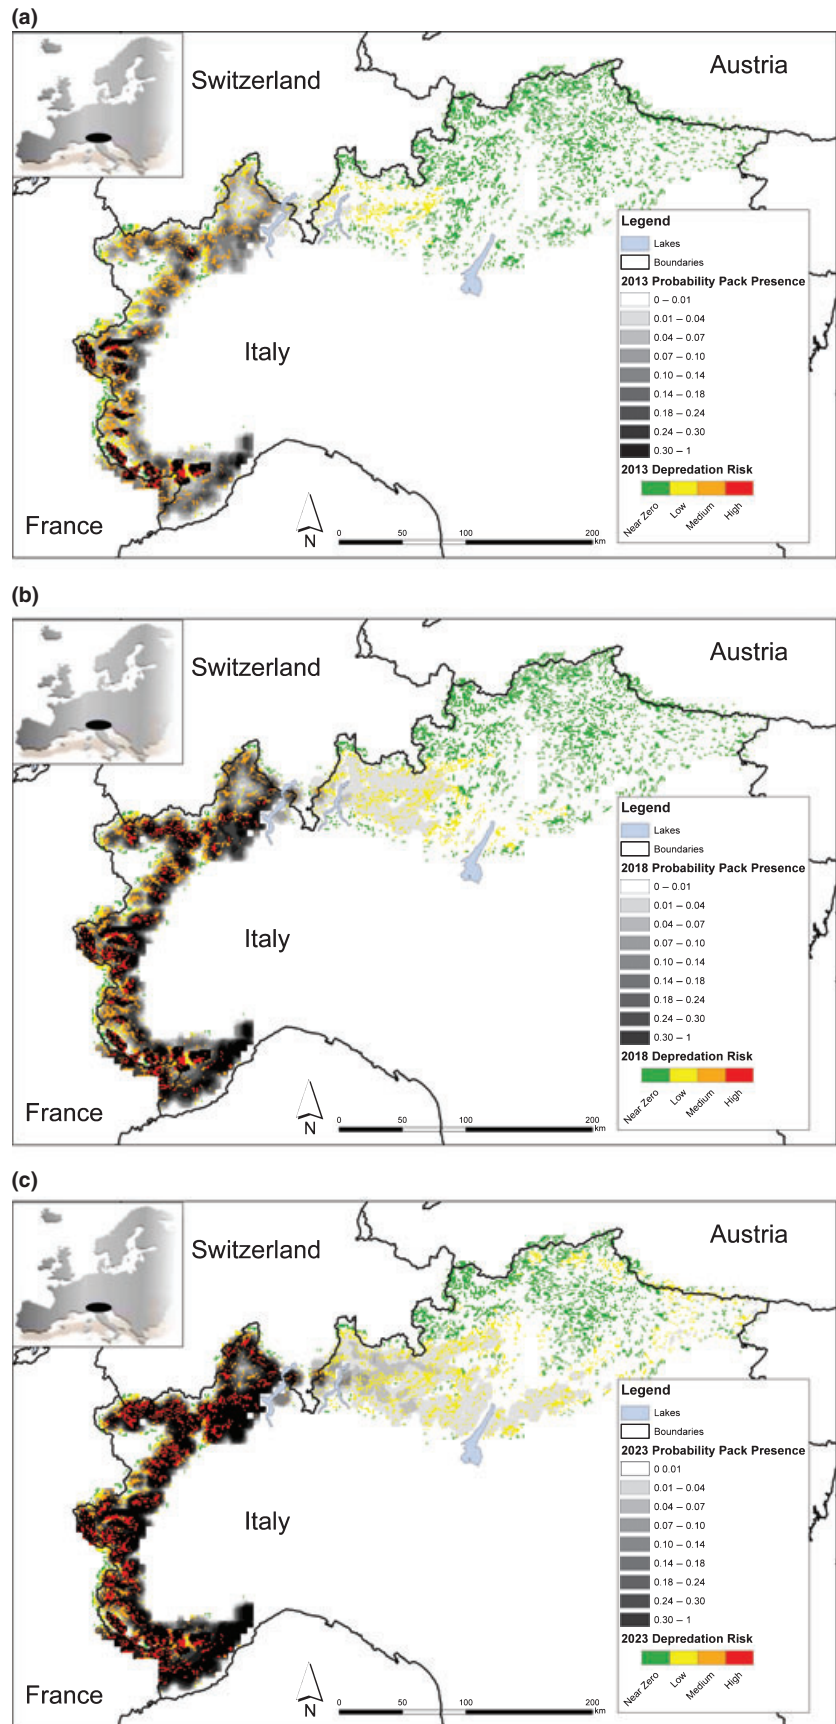 (a)
Switzerland
Austria
Italy
France
N
0 50 100 200
km
Legend
Lakes
Boundaries
2013 Probability Pack Presence
0 – 0.01
0.01 – 0.04
0.04 – 0.07
0.07 – 0.10
0.10 – 0.14
0.14 – 0.18
0.18 – 0.24
0.24 – 0.30
0.30 – 1
2013 Depredation Risk
Near Zero
Low
Medium
High
(b)
Switzerland
Austria
Italy
France
N
0 50 100 200
km
Legend
Lakes
Boundaries
2018 Probability Pack Presence
0 – 0.01
0.01 – 0.04
0.04 – 0.07
0.07 – 0.10
0.10 – 0.14
0.14 – 0.18
0.18 – 0.24
0.24 – 0.30
0.30 – 1
2018 Depredation Risk
Near Zero
Low
Medium
High
(c)
Switzerland
Austria
Italy
France
N
0 50 100 200
km
Legend
Lakes
Boundaries
2023 Probability Pack Presence
0 0.01
0.01 – 0.04
0.04 – 0.07
0.07 – 0.10
0.10 – 0.14
0.14 – 0.18
0.18 – 0.24
0.24 – 0.30
0.30 – 1
2023 Depredation Risk
Near Zero
Low
Medium
High